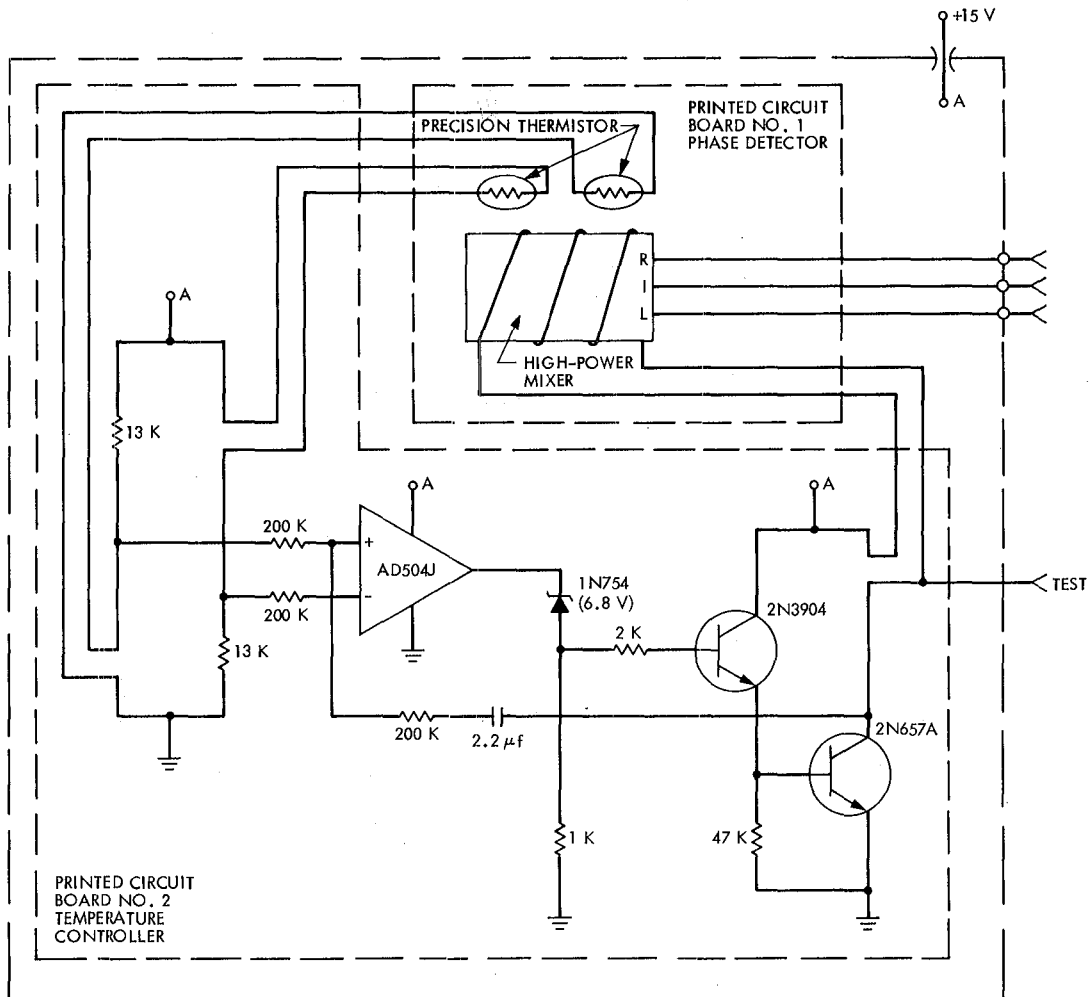 +15 V
A
PRINTED CIRCUIT
BOARD NO. 1
PHASE DETECTOR
PRECISION THERMISTOR
R
I
L
HIGH-POWER
MIXER
A
13 K
13 K
200 K
200 K
+
-
AD504J
A
1N754
(6.8 V)
2 K
2N3904
A
TEST
200 K
2.2 μf
2N657A
1 K
47 K
PRINTED CIRCUIT
BOARD NO. 2
TEMPERATURE
CONTROLLER